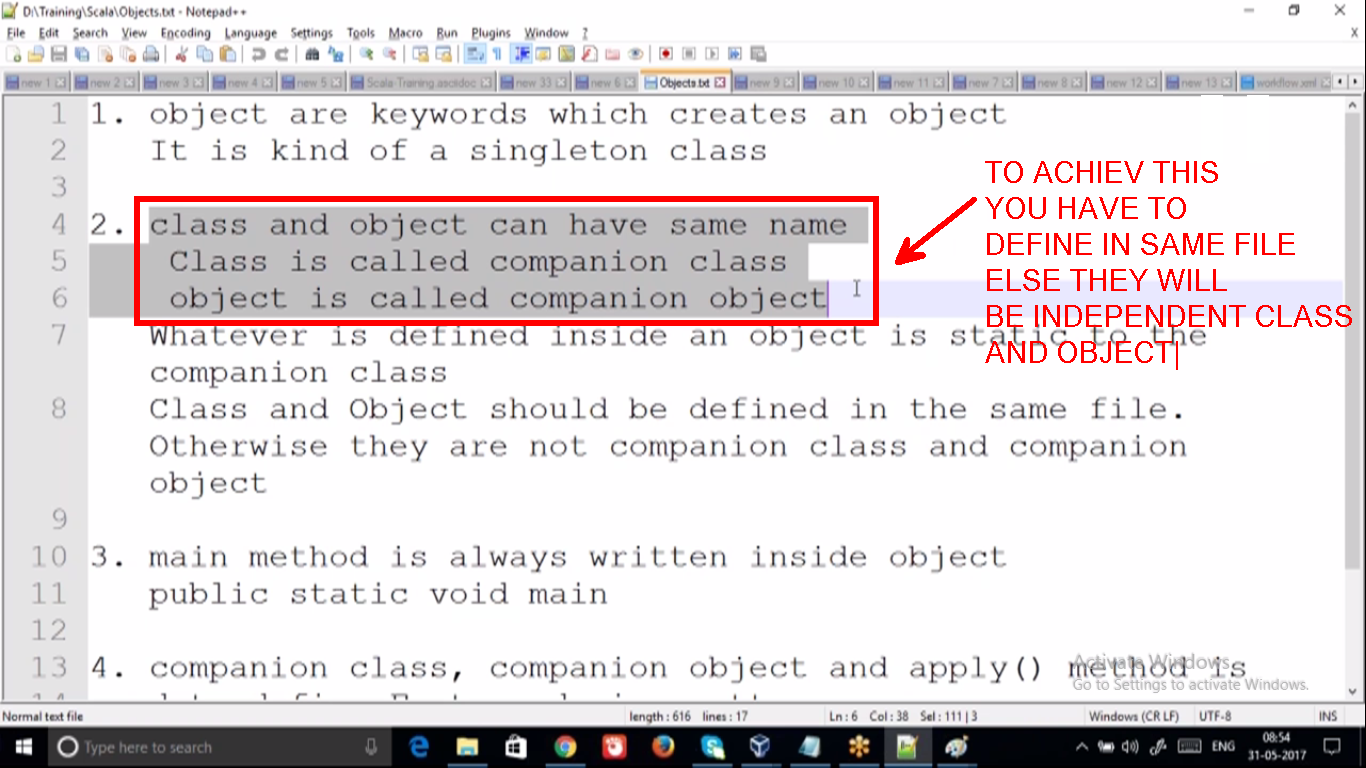 D:\Training\Scala\Objects.txt - Notepad++
File Edit Search View Encoding Language Settings Tools Macro Run Plugins Window ?
X
new 1 new 2 new 3 new 4 new 5 Scala Training.asciidoc new 33 new 6 Objects.txt new 9 new 10 new 11 new 7 new 8 new 12 new 13 workflow.xml
1 1. object are keywords which creates an object
2 It is kind of a singleton class
3
4 2. class and object can have same name
5 Class is called companion class
6 object is called companion object
7 Whatever is defined inside an object is static to the
companion class
8 Class and Object should be defined in the same file.
Otherwise they are not companion class and companion
object
9
10 3. main method is always written inside object
11 public static void main
12
13 4. companion class, companion object and apply() method is
TO ACHIEV THIS
YOU HAVE TO
DEFINE IN SAME FILE
ELSE THEY WILL
BE INDEPENDENT CLASS
AND OBJECT
Activate Windows
Go to Settings to activate Windows.
Normal text file length : 616 lines : 17 Ln : 6 Col : 38 Sel : 111 | 3 Windows (CR LF) UTF-8 INS
Type here to search
ENG
08:54
31-05-2017